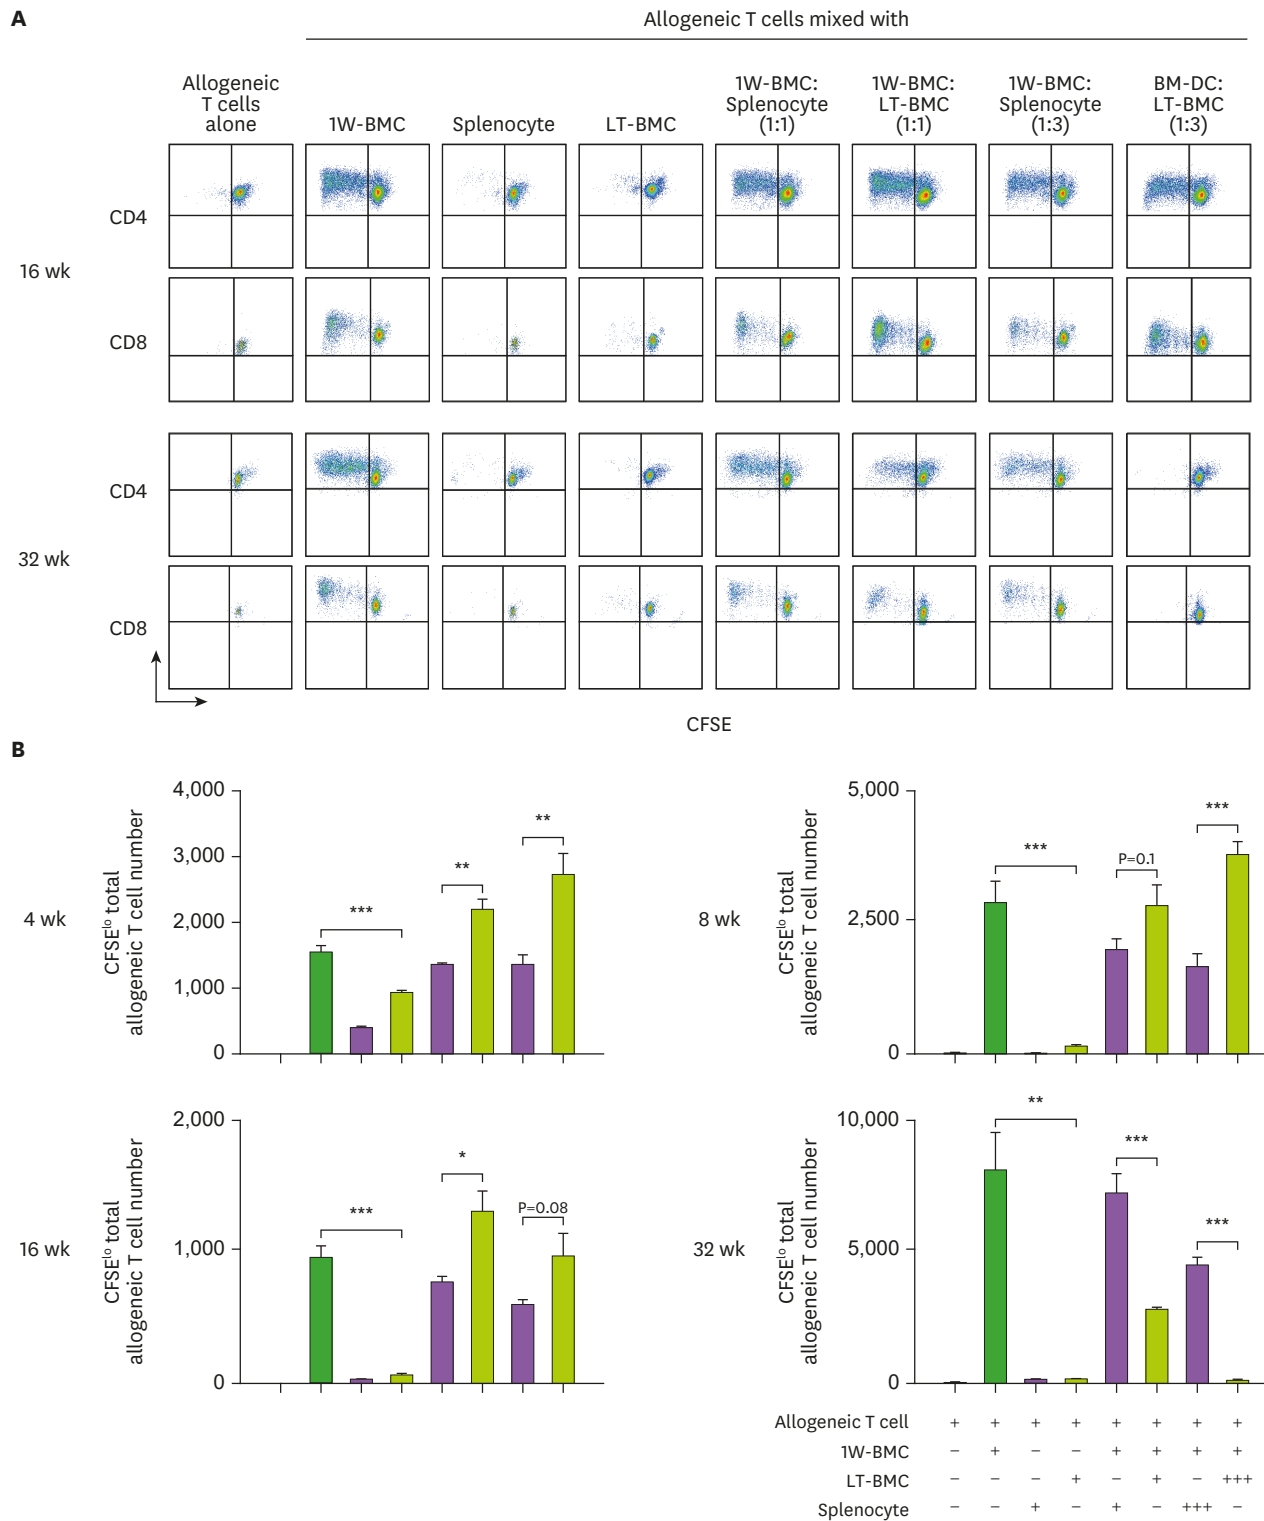 A
Allogeneic T cells mixed with
Allogeneic
T cells
alone
1W-BMC
Splenocyte
LT-BMC
1W-BMC:
Splenocyte
(1:1)
1W-BMC:
LT-BMC
(1:1)
1W-BMC:
Splenocyte
(1:3)
BM-DC:
LT-BMC
(1:3)
16 wk
CD4
CD8
32 wk
CD4
CD8
CFSE
B
4 wk
CFSElo total
allogeneic T cell number
4,000
3,000
2,000
1,000
0
***
**
**
8 wk
CFSElo total
allogeneic T cell number
5,000
2,500
0
***
P=0.1
***
16 wk
CFSElo total
allogeneic T cell number
2,000
1,000
0
***
*
P=0.08
32 wk
CFSElo total
allogeneic T cell number
10,000
5,000
0
**
***
***
Allogeneic T cell + + + + + + + +
1W-BMC − + − − + + + +
LT-BMC − − − + − + − +++
Splenocyte − − + − + − +++ −